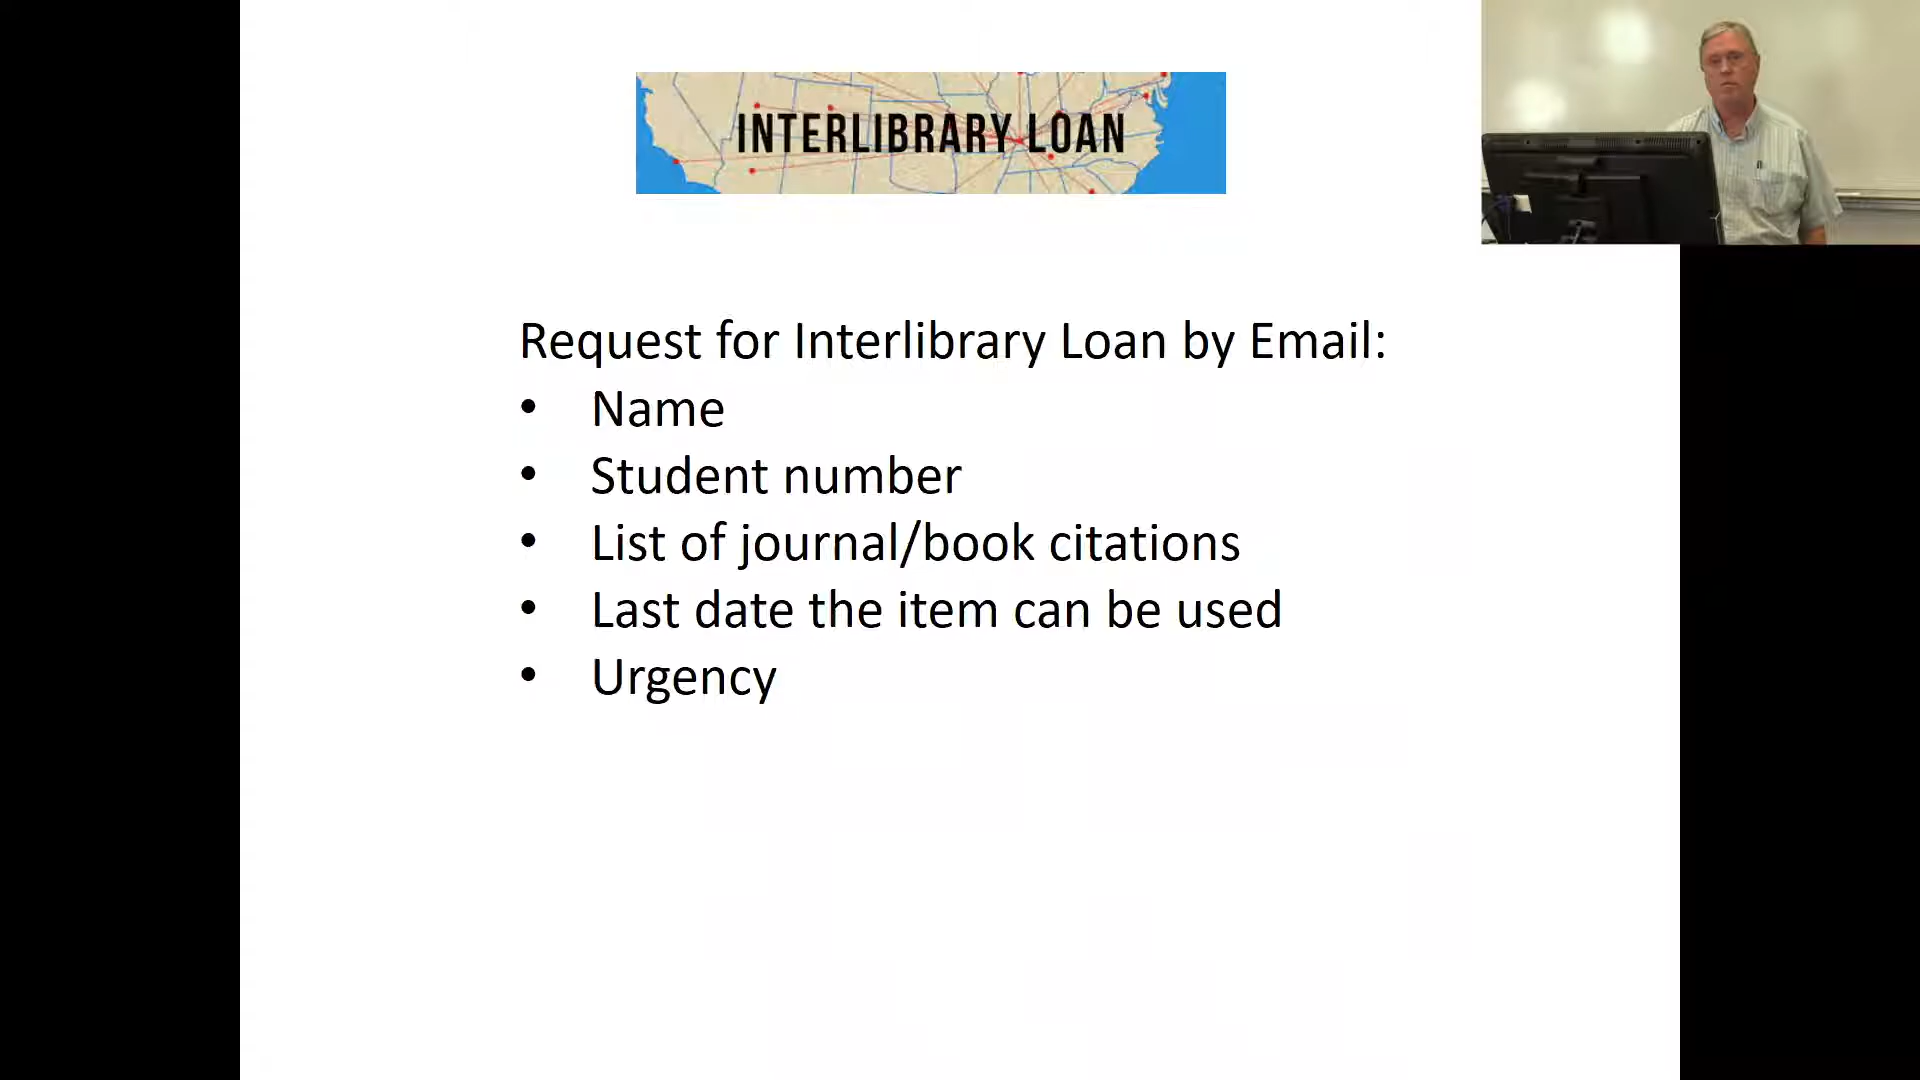 INTERLIBRARY LOAN
Request for Interlibrary Loan by Email:
• Name
• Student number
• List of journal/book citations
• Last date the item can be used
• Urgency